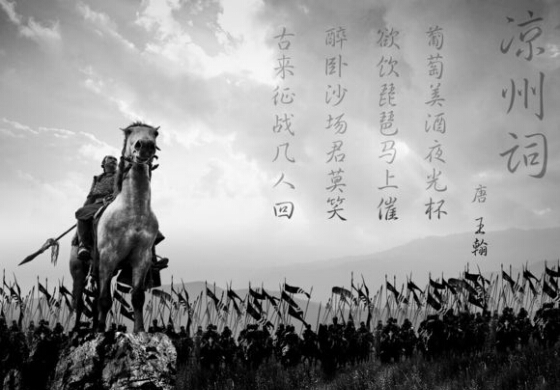 凉州词
唐 王翰
葡萄美酒夜光杯
欲饮琵琶马上催
醉卧沙场君莫笑
古来征战几人回